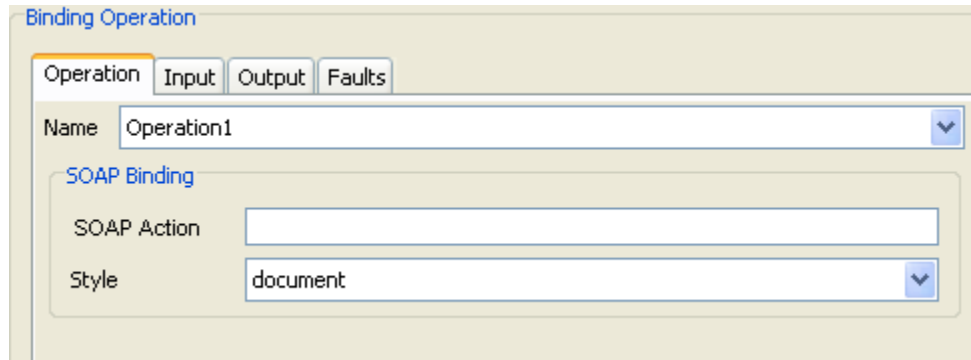 Binding Operation
Operation Input Output Faults
Name Operation1
SOAP Binding
SOAP Action
Style document